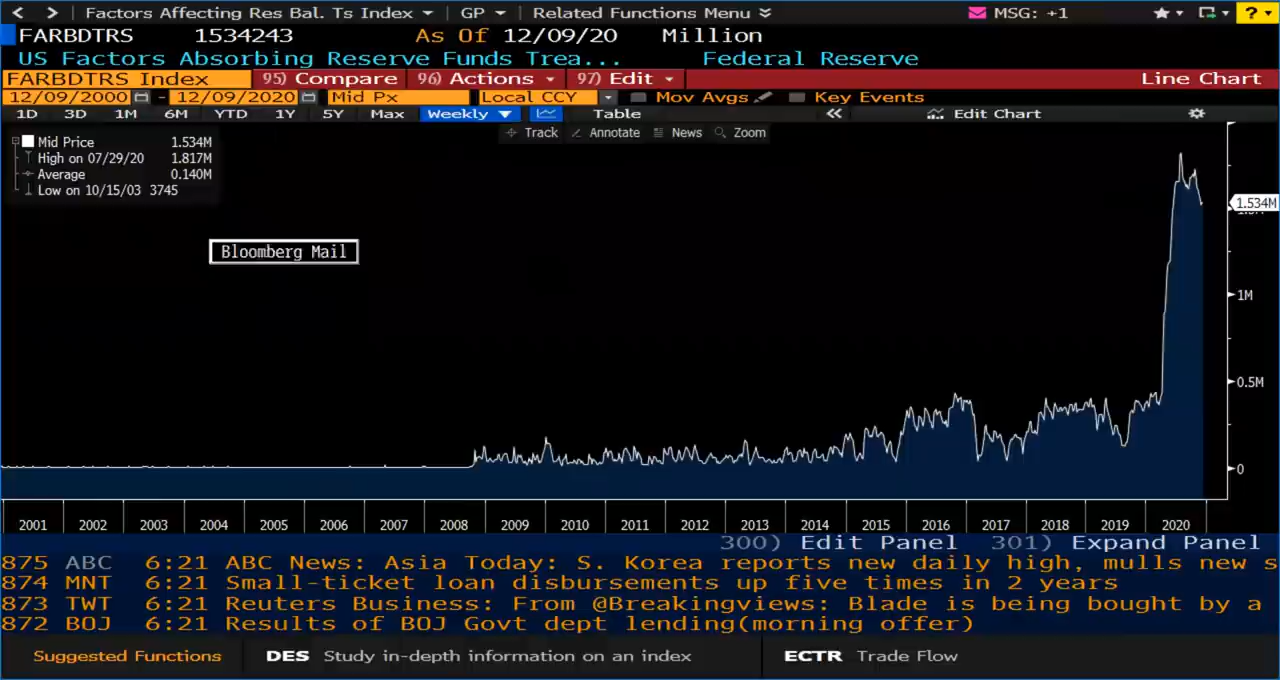 Factors Affecting Res Bal. Ts Index GP Related Functions Menu MSG: +1 ?
FARBDTRS 1534243 As Of 12/09/20 Million
US Factors Absorbing Reserve Funds Trea... Federal Reserve
FARBDTRS Index 95) Compare 96) Actions 97) Edit Line Chart
12/09/2000 - 12/09/2020 Mid Px Local CCY Mov Avgs Key Events
1D 3D 1M 6M YTD 1Y 5Y Max Weekly Table Edit Chart
Track Annotate News Zoom
Mid Price 1.534M
High on 07/29/20 1.817M
Average 0.140M
Low on 10/15/03 3745
1.534M
Bloomberg Mail
1M
0.5M
0
2001 2002 2003 2004 2005 2006 2007 2008 2009 2010 2011 2012 2013 2014 2015 2016 2017 2018 2019 2020
300) Edit Panel 301) Expand Panel
875 ABC 6:21 ABC News: Asia Today: S. Korea reports new daily high, mulls new s
874 MNT 6:21 Small-ticket loan disbursements up five times in 2 years
873 TWT 6:21 Reuters Business: From @Breakingviews: Blade is being bought by a
872 BOJ 6:21 Results of BOJ Govt dept lending(morning offer)
Suggested Functions DES Study in-depth information on an index ECTR Trade Flow